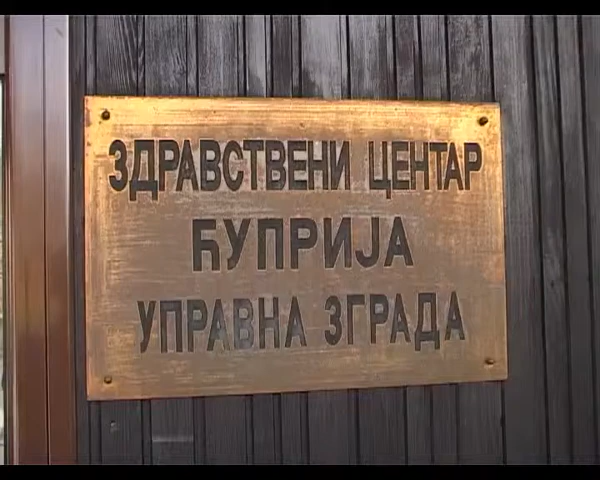 ЗДРАВСТВЕНИ ЦЕНТАР
ЋУПРИЈА
УПРАВНА ЗГРАДА